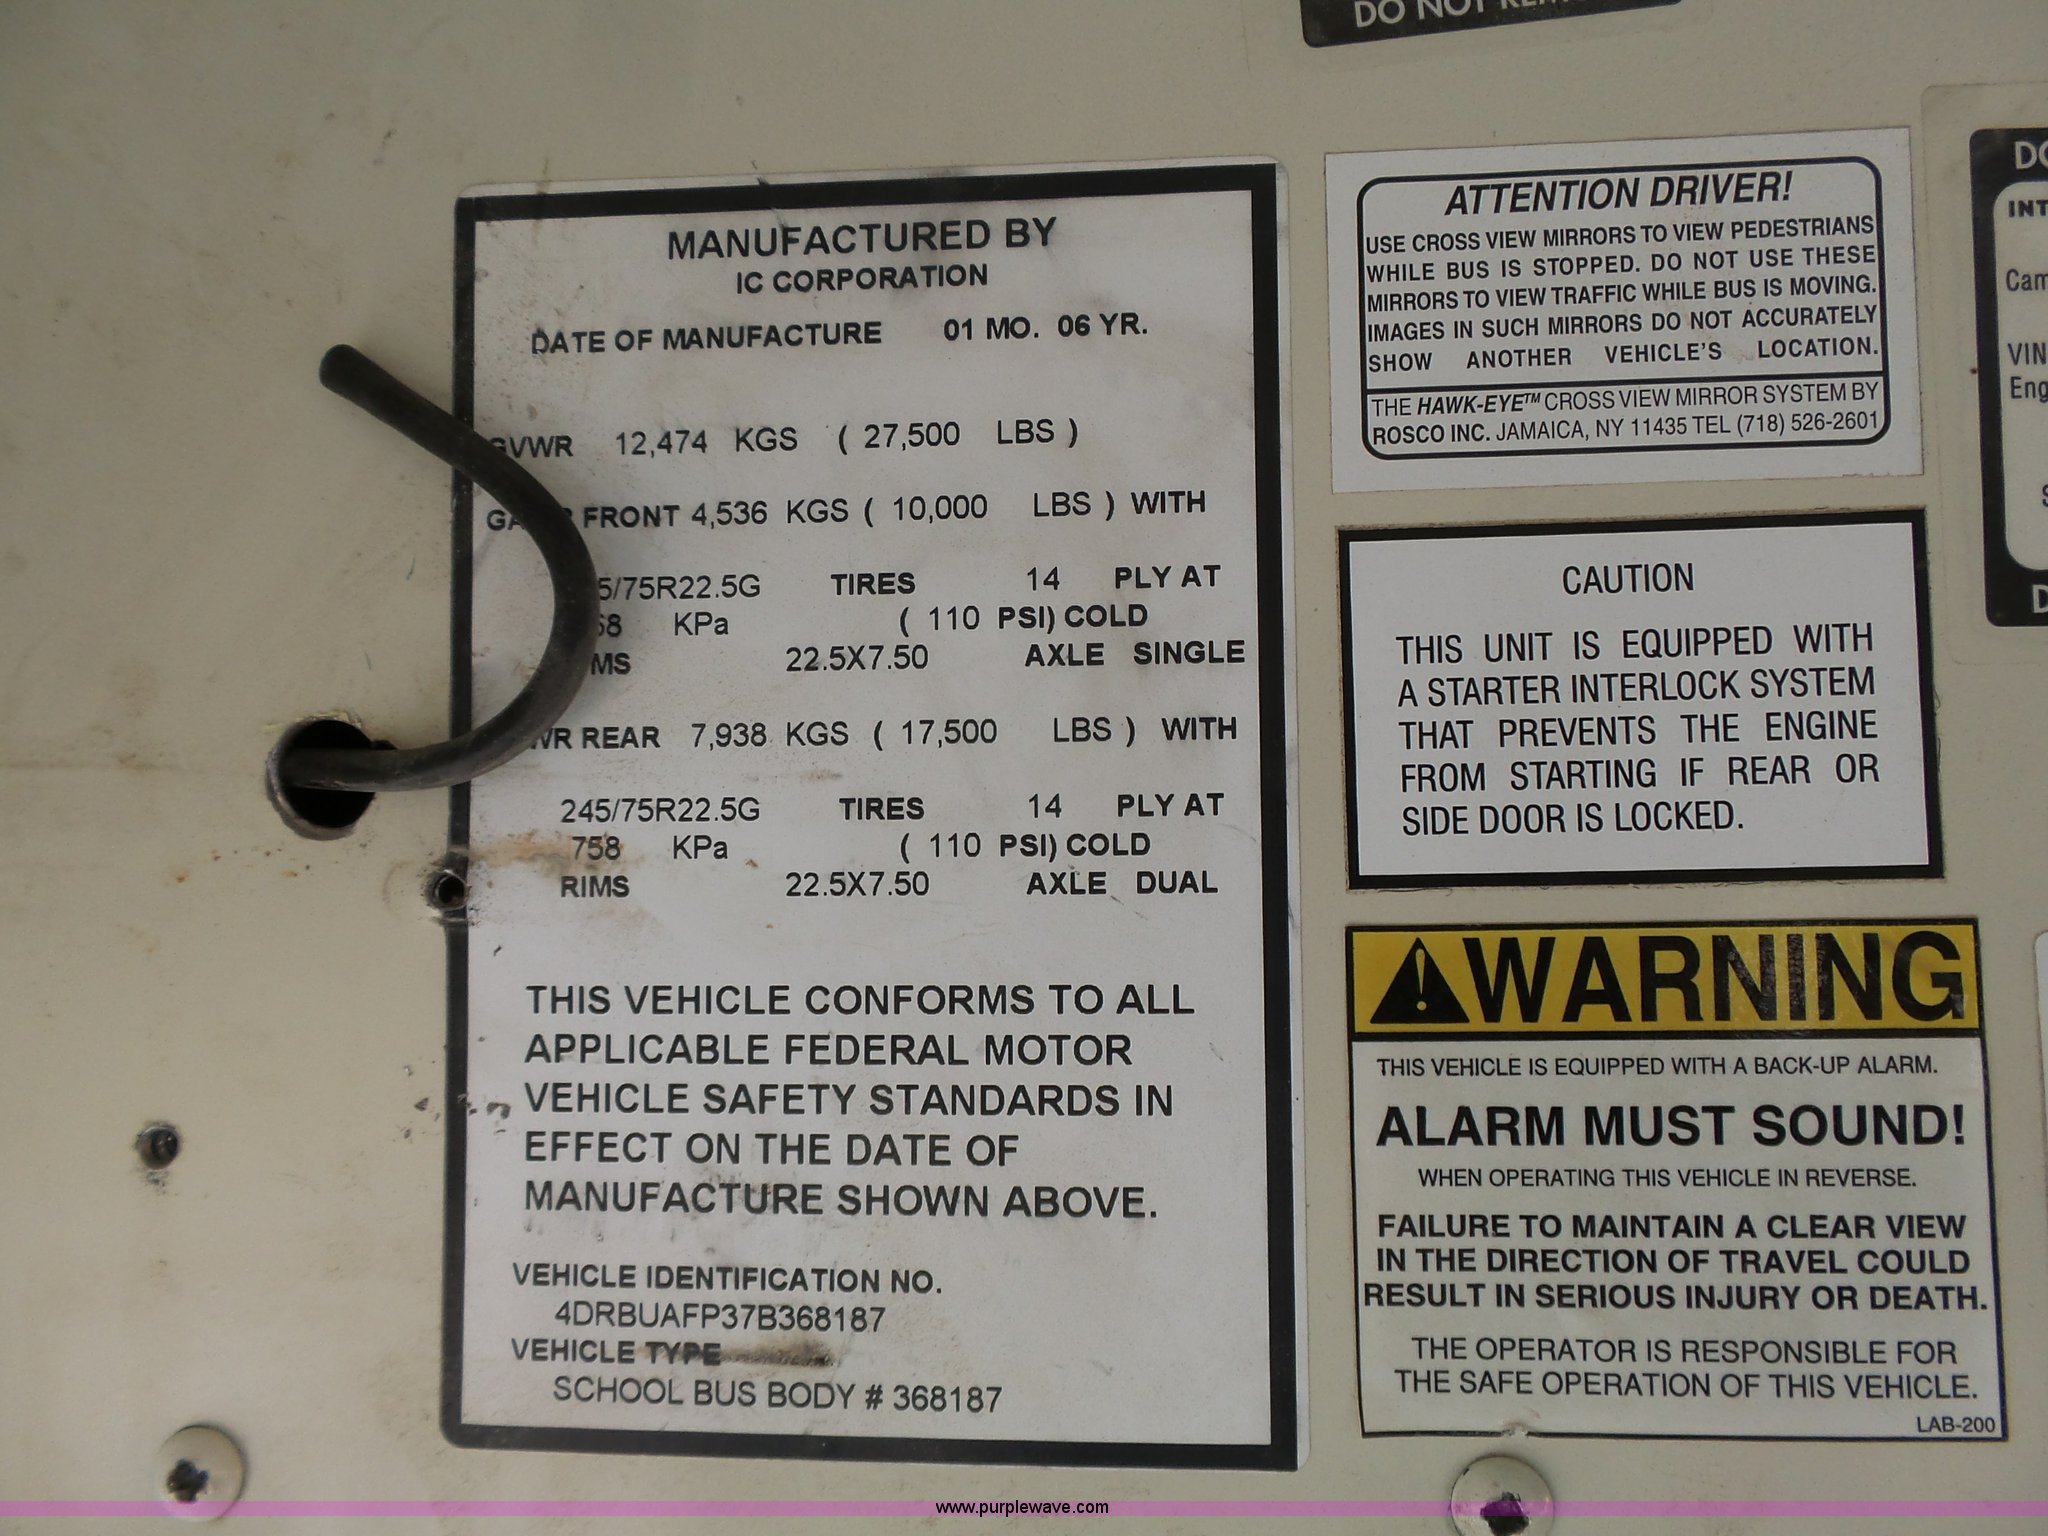 DO NOT
MANUFACTURED BY
IC CORPORATION
DATE OF MANUFACTURE 01 MO. 06 YR.
GVWR 12,474 KGS ( 27,500 LBS )
FRONT 4,536 KGS ( 10,000 LBS ) WITH
5/75R22.5G TIRES 14 PLY AT
KPa ( 110 PSI) COLD
22.5X7.50 AXLE SINGLE
REAR 7,938 KGS ( 17,500 LBS ) WITH
245/75R22.5G TIRES 14 PLY AT
758 KPa ( 110 PSI) COLD
RIMS 22.5X7.50 AXLE DUAL
THIS VEHICLE CONFORMS TO ALL
APPLICABLE FEDERAL MOTOR
VEHICLE SAFETY STANDARDS IN
EFFECT ON THE DATE OF
MANUFACTURE SHOWN ABOVE.
VEHICLE IDENTIFICATION NO.
4DRBUAFP37B368187
VEHICLE TYPE
SCHOOL BUS BODY # 368187
ATTENTION DRIVER!
USE CROSS VIEW MIRRORS TO VIEW PEDESTRIANS
WHILE BUS IS STOPPED. DO NOT USE THESE
MIRRORS TO VIEW TRAFFIC WHILE BUS IS MOVING.
IMAGES IN SUCH MIRRORS DO NOT ACCURATELY
SHOW ANOTHER VEHICLE'S LOCATION.
THE HAWK-EYE™ CROSS VIEW MIRROR SYSTEM BY
ROSCO INC. JAMAICA, NY 11435 TEL (718) 526-2601
CAUTION
THIS UNIT IS EQUIPPED WITH
A STARTER INTERLOCK SYSTEM
THAT PREVENTS THE ENGINE
FROM STARTING IF REAR OR
SIDE DOOR IS LOCKED.
WARNING
THIS VEHICLE IS EQUIPPED WITH A BACK-UP ALARM.
ALARM MUST SOUND!
WHEN OPERATING THIS VEHICLE IN REVERSE.
FAILURE TO MAINTAIN A CLEAR VIEW
IN THE DIRECTION OF TRAVEL COULD
RESULT IN SERIOUS INJURY OR DEATH.
THE OPERATOR IS RESPONSIBLE FOR
THE SAFE OPERATION OF THIS VEHICLE.
LAB-200
VIN
www.purplewave.com